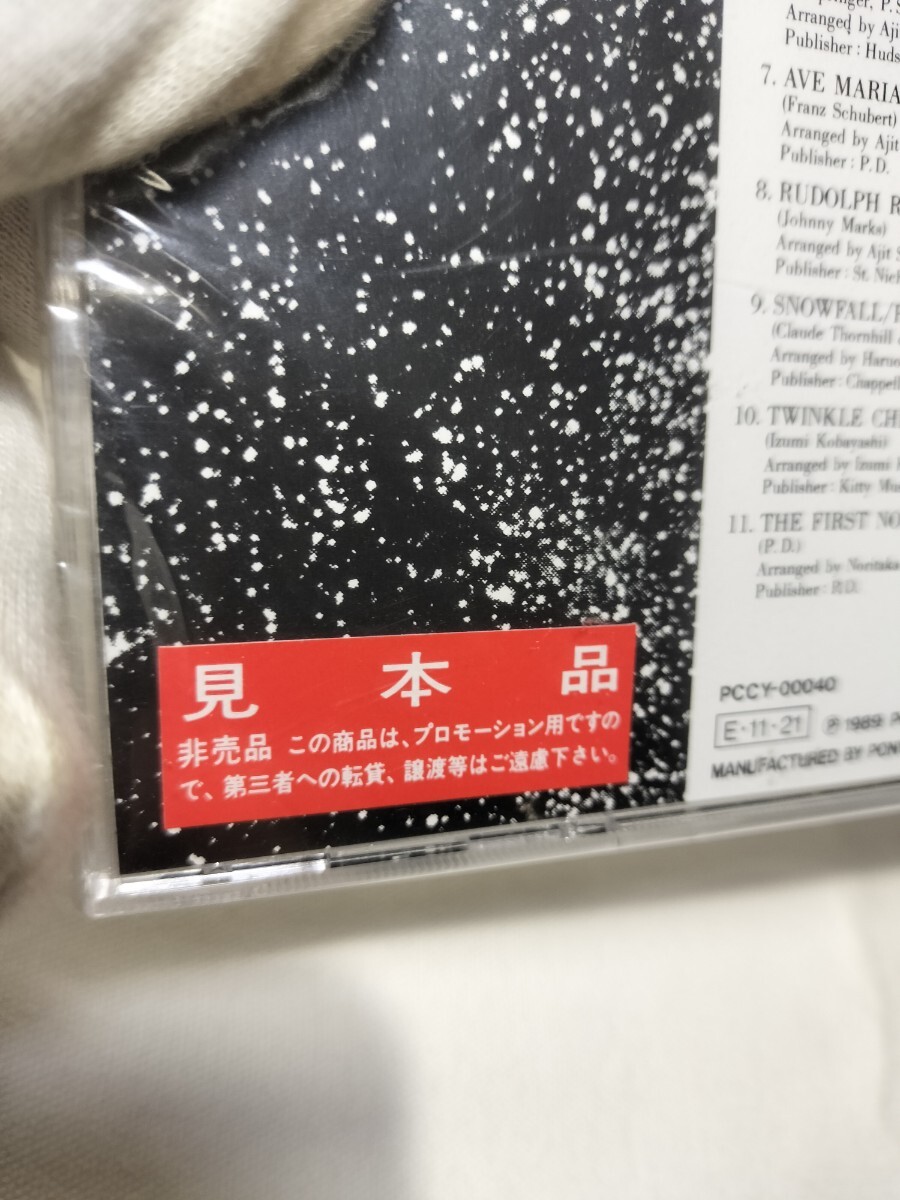 Arranged by Aji
Publisher: Huds
7. AVE MARIA
(Franz Schubert)
Arranged by Ajit
Publisher: P.D.
8. RUDOLPH R
(Johnny Marks)
Arranged by Ajit S
Publisher: St. Nic
9. SNOWFALL/
(Claude Thornhill
Arranged by Haru
Publisher: Chappell
10. TWINKLE CH
(Izumi Kobayashi)
Arranged by Izumi
Publisher: Kitty Mu
11. THE FIRST NO
(P.D.)
Arranged by Noritaka
Publisher: P.D.
PCCY-00040
E·11·21 ℗1989 P
MANUFACTURED BY PON
見本品
非売品 この商品は、プロモーション用ですの
で、第三者への転貸、譲渡等はご遠慮下さい。